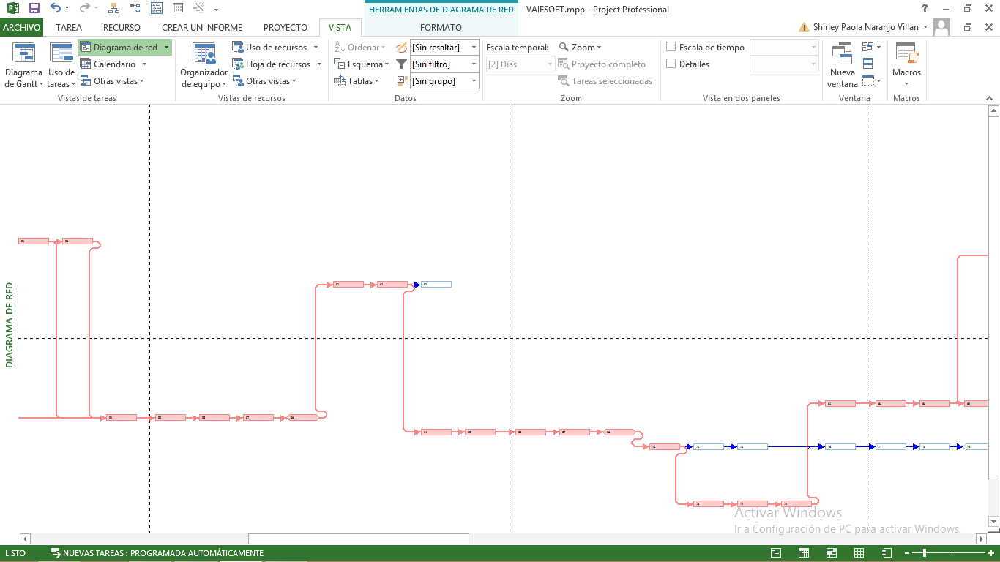 HERRAMIENTAS DE DIAGRAMA DE RED
VAIESOFT.mpp - Project Professional
ARCHIVO TAREA RECURSO CREAR UN INFORME PROYECTO VISTA FORMATO
Shirley Paola Naranjo Villan
Diagrama de Gantt
Uso de tareas
Diagrama de red
Calendario
Otras vistas
Vistas de tareas
Organizador de equipo
Uso de recursos
Hoja de recursos
Otras vistas
Vistas de recursos
Ordenar
Esquema
Tablas
[Sin resaltar]
[Sin filtro]
[Sin grupo]
Datos
Escala temporal:
[2] Días
Zoom
Proyecto completo
Tareas seleccionadas
Zoom
Escala de tiempo
Detalles
Vista en dos paneles
Nueva ventana
Ventana
Macros
Macros
DIAGRAMA DE RED
Activar Windows
Ir a Configuración de PC para activar Windows.
LISTO
NUEVAS TAREAS : PROGRAMADA AUTOMÁTICAMENTE